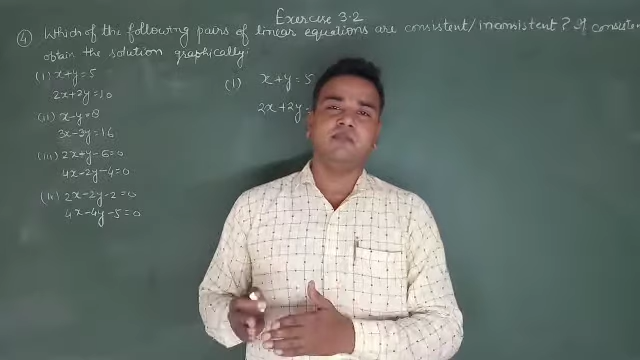 Exercise 3.2
④ Which of the following pairs of linear equations are consistent/inconsistent? If consiste
obtain the solution graphically:
(i) x+y=5
2x+2y=10
(ii) x-y=8
3x-3y=16
(iii) 2x+y-6=0
4x-2y-4=0
(iv) 2x-2y-2=0
4x-4y-5=0
(i) x+y=5
2x+2y=